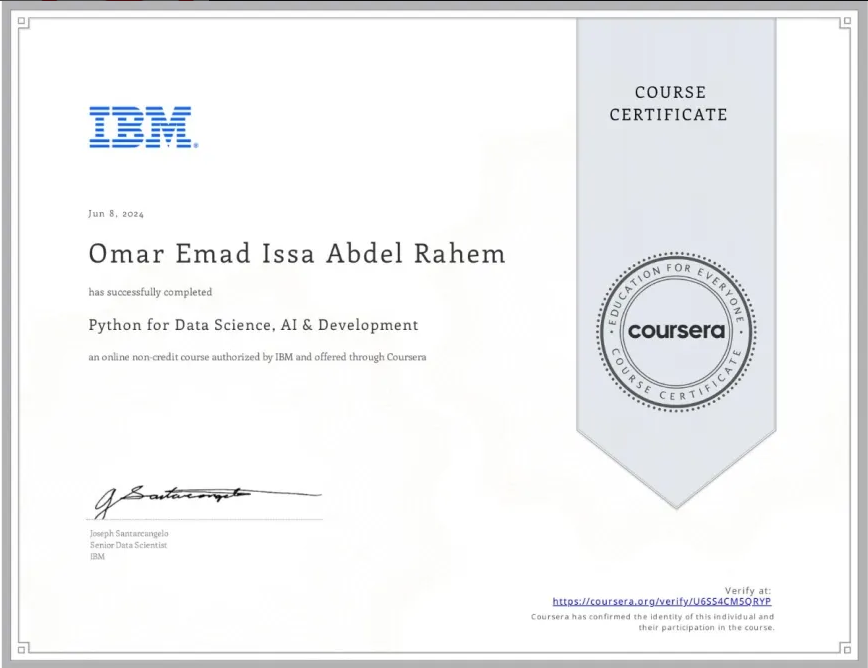 COURSE
CERTIFICATE
IBM®
Jun 8, 2024
Omar Emad Issa Abdel Rahem
has successfully completed
Python for Data Science, AI & Development
an online non-credit course authorized by IBM and offered through Coursera
EDUCATION FOR EVERYONE
coursera
COURSE CERTIFICATE
J Santarcangelo
Joseph Santarcangelo
Senior Data Scientist
IBM
Verify at:
https://coursera.org/verify/U6SS4CM5QRYP
Coursera has confirmed the identity of this individual and
their participation in the course.